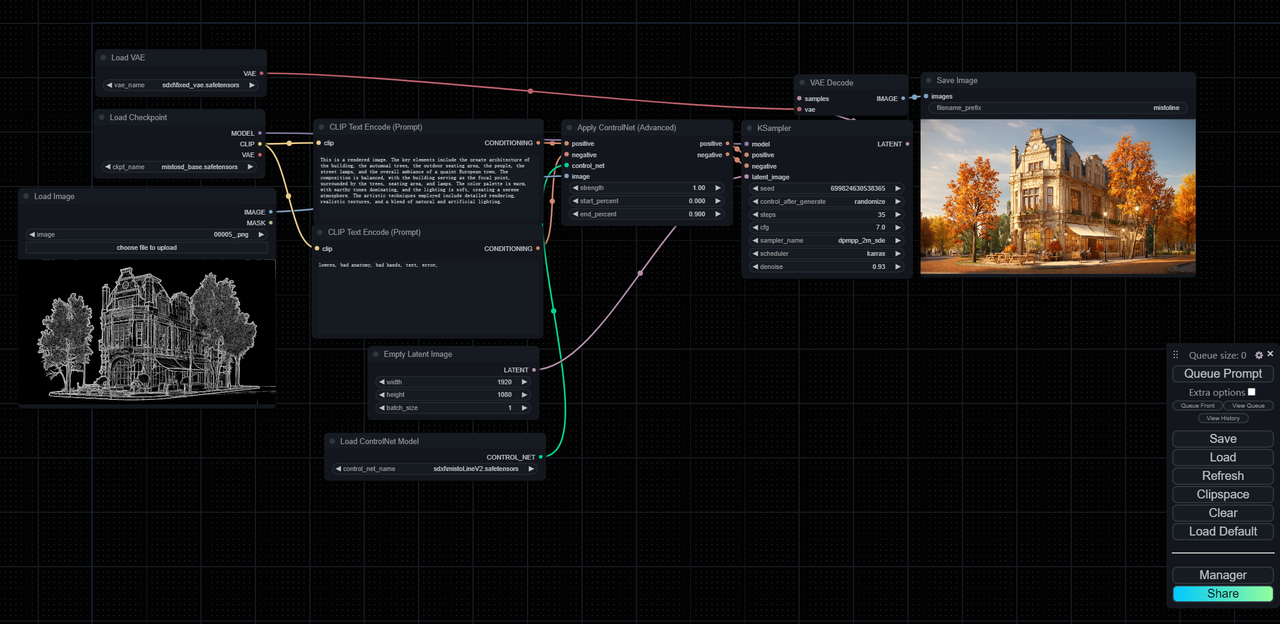 Load VAE
VAE
vae_name sdxl\fixed_vae.safetensors
Load Checkpoint
MODEL
CLIP
VAE
ckpt_name mistood_base.safetensors
Load Image
IMAGE
MASK
image 00005_.png
choose file to upload
CLIP Text Encode (Prompt)
clip CONDITIONING
This is a rendered image. The key elements include the ornate architecture of
the building, the autumnal trees, the outdoor seating area, the people, the
street lamps, and the overall ambiance of a quaint European town. The
composition is balanced, with the building serving as the focal point,
surrounded by the trees, seating area, and lamps. The color palette is warm,
with earthy tones dominating, and the lighting is soft, creating a serene
atmosphere. The artistic techniques employed include detailed rendering,
realistic textures, and a blend of natural and artificial lighting.
CLIP Text Encode (Prompt)
clip CONDITIONING
lowres, bad anatomy, bad hands, text, error,
Empty Latent Image
LATENT
width 1920
height 1080
batch_size 1
Load ControlNet Model
CONTROL_NET
control_net_name sdxl\mistoLineV2.safetensors
Apply ControlNet (Advanced)
positive positive
negative negative
control_net
image
strength 1.00
start_percent 0.000
end_percent 0.900
KSampler
model LATENT
positive
negative
latent_image
seed 699824630538365
control_after_generate randomize
steps 35
cfg 7.0
sampler_name dpmpp_2m_sde
scheduler karras
denoise 0.93
VAE Decode
samples IMAGE
vae
Save Image
images
filename_prefix mistoline
Queue size: 0
Queue Prompt
Extra options
Queue Front View Queue
View History
Save
Load
Refresh
Clipspace
Clear
Load Default
Manager
Share